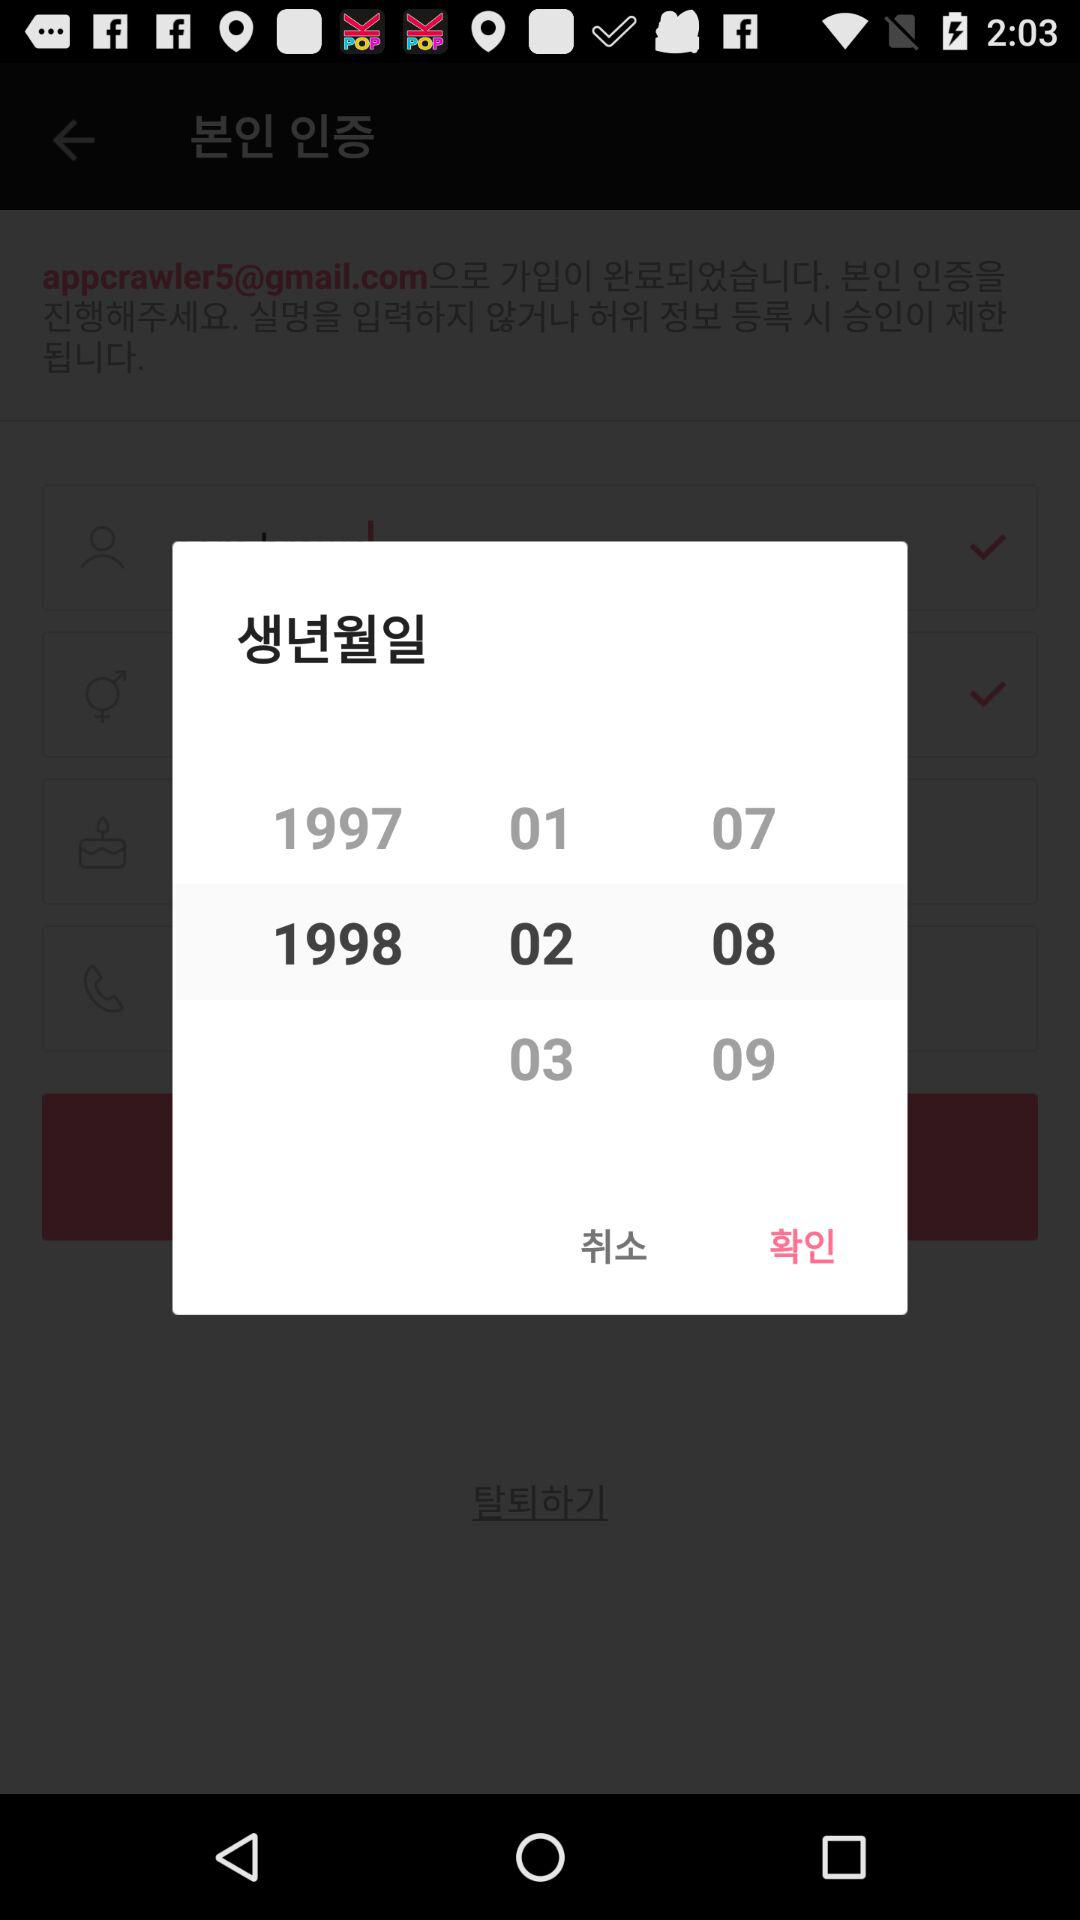 2:03
본인 인증
appcrawler5@gmail.com으로 가입이 완료되었습니다. 본인 인증을
진행해주세요. 실명을 입력하지 않거나 허위 정보 등록 시 승인이 제한
됩니다.
생년월일
1997 01 07
1998 02 08
03 09
취소 확인
탈퇴하기